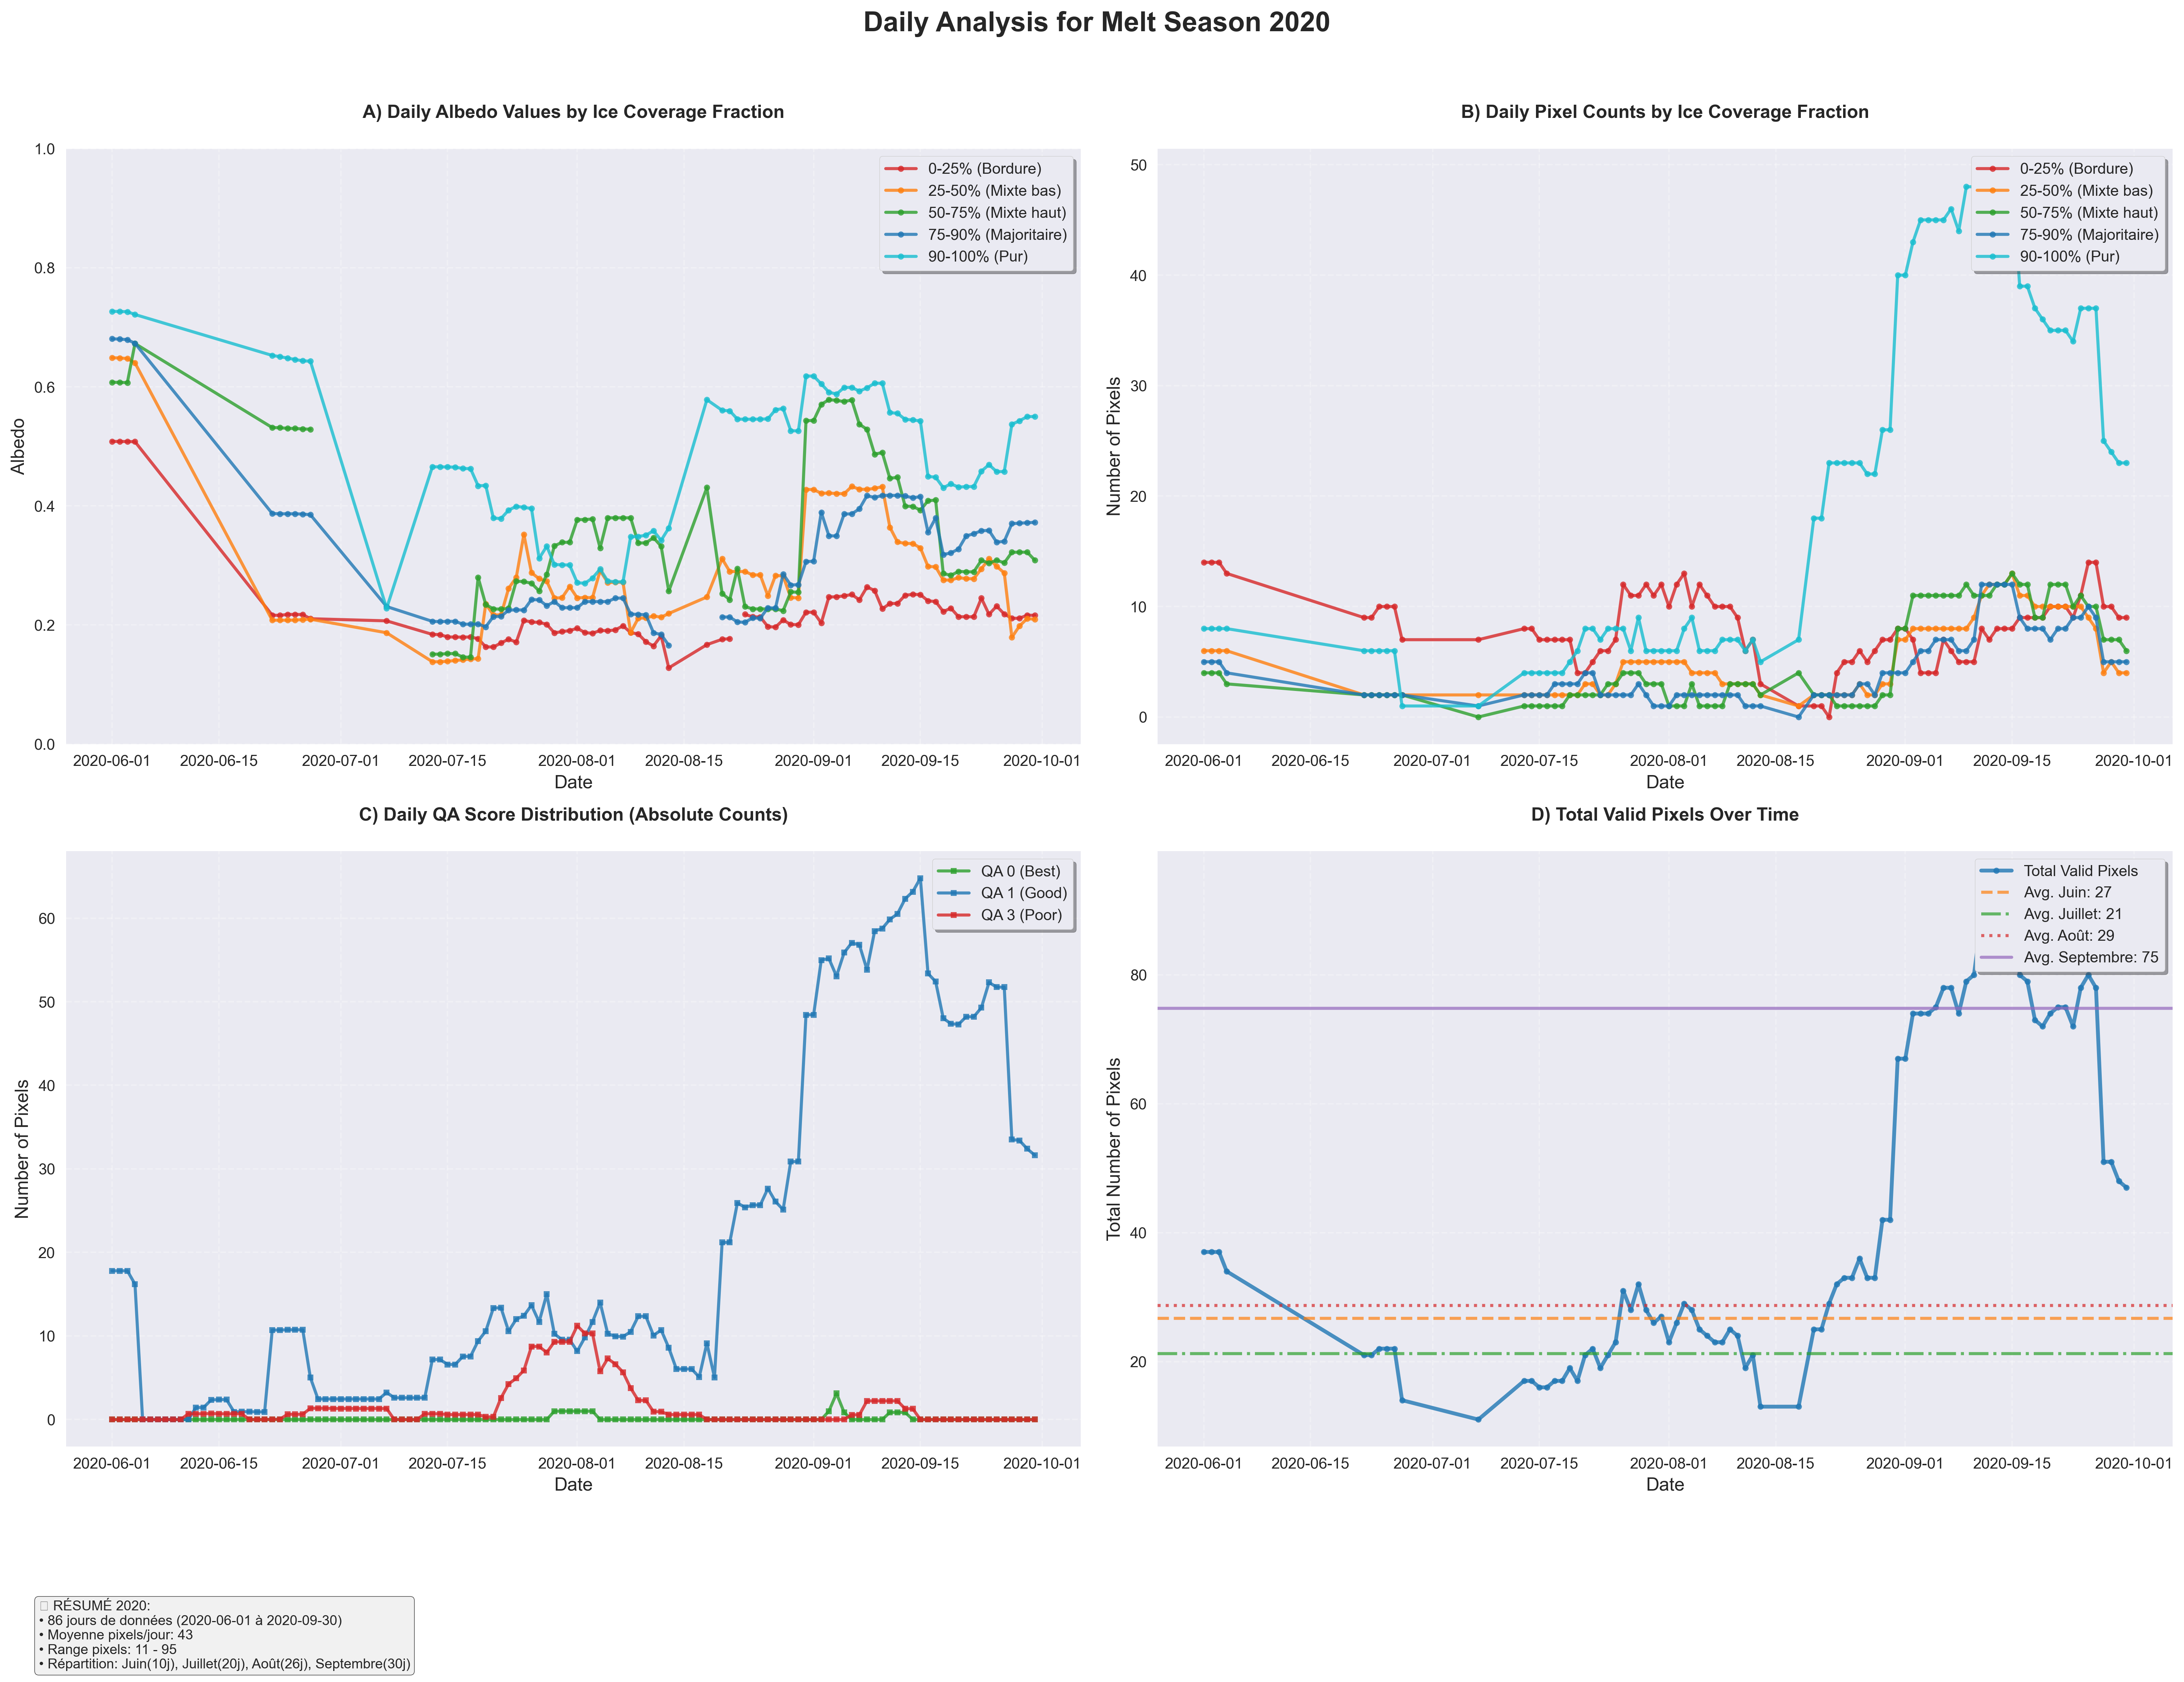 Daily Analysis for Melt Season 2020
A) Daily Albedo Values by Ice Coverage Fraction
1.0
0.8
0.6
0.4
0.2
0.0
Albedo
0-25% (Bordure)
25-50% (Mixte bas)
50-75% (Mixte haut)
75-90% (Majoritaire)
90-100% (Pur)
2020-06-01 2020-06-15 2020-07-01 2020-07-15 2020-08-01 2020-08-15 2020-09-01 2020-09-15 2020-10-01
Date
B) Daily Pixel Counts by Ice Coverage Fraction
50
40
30
20
10
0
Number of Pixels
0-25% (Bordure)
25-50% (Mixte bas)
50-75% (Mixte haut)
75-90% (Majoritaire)
90-100% (Pur)
2020-06-01 2020-06-15 2020-07-01 2020-07-15 2020-08-01 2020-08-15 2020-09-01 2020-09-15 2020-10-01
Date
C) Daily QA Score Distribution (Absolute Counts)
60
50
40
30
20
10
0
Number of Pixels
QA 0 (Best)
QA 1 (Good)
QA 3 (Poor)
2020-06-01 2020-06-15 2020-07-01 2020-07-15 2020-08-01 2020-08-15 2020-09-01 2020-09-15 2020-10-01
Date
D) Total Valid Pixels Over Time
80
60
40
20
Total Number of Pixels
Total Valid Pixels
Avg. Juin: 27
Avg. Juillet: 21
Avg. Août: 29
Avg. Septembre: 75
2020-06-01 2020-06-15 2020-07-01 2020-07-15 2020-08-01 2020-08-15 2020-09-01 2020-09-15 2020-10-01
Date
RÉSUMÉ 2020:
• 86 jours de données (2020-06-01 à 2020-09-30)
• Moyenne pixels/jour: 43
• Range pixels: 11 - 95
• Répartition: Juin(10j), Juillet(20j), Août(26j), Septembre(30j)